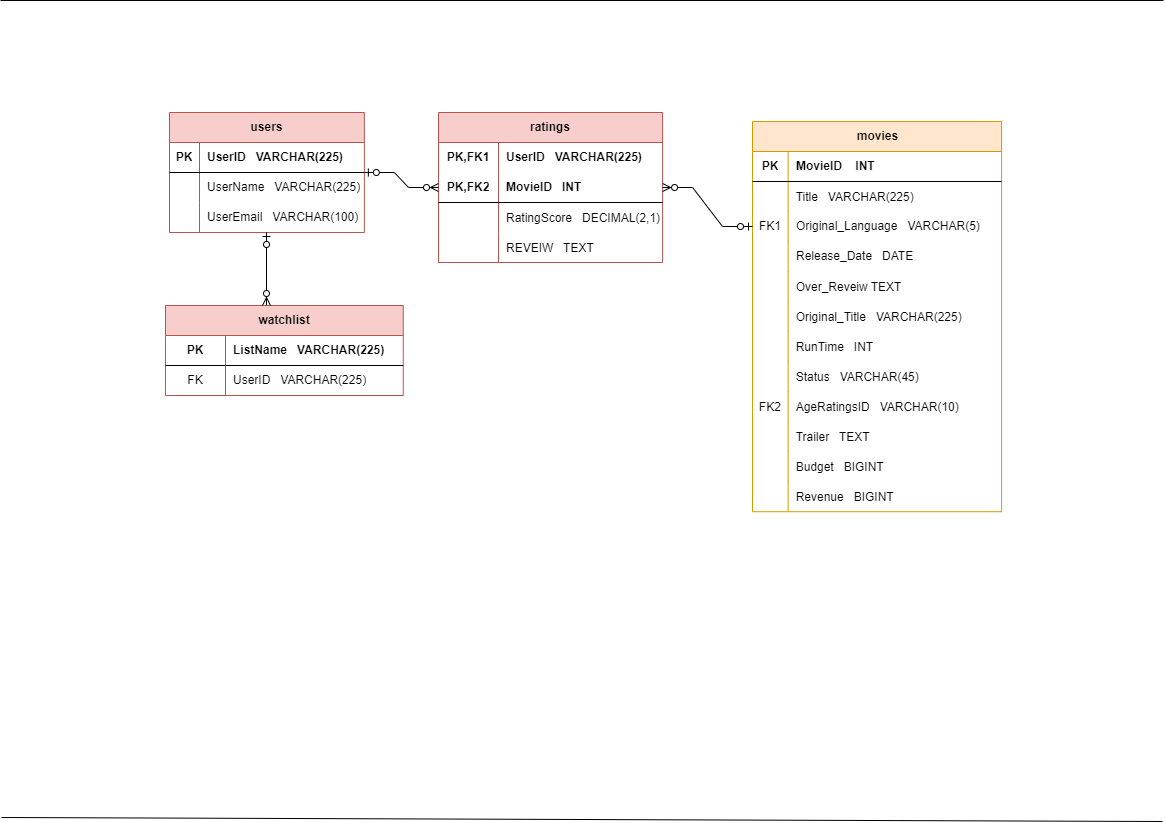 users
PK UserID VARCHAR(225)
UserName VARCHAR(225)
UserEmail VARCHAR(100)
ratings
PK,FK1 UserID VARCHAR(225)
PK,FK2 MovieID INT
RatingScore DECIMAL(2,1)
REVEIW TEXT
movies
PK MovieID INT
Title VARCHAR(225)
FK1 Original_Language VARCHAR(5)
Release_Date DATE
Over_Reveiw TEXT
Original_Title VARCHAR(225)
RunTime INT
Status VARCHAR(45)
FK2 AgeRatingsID VARCHAR(10)
Trailer TEXT
Budget BIGINT
Revenue BIGINT
watchlist
PK ListName VARCHAR(225)
FK UserID VARCHAR(225)